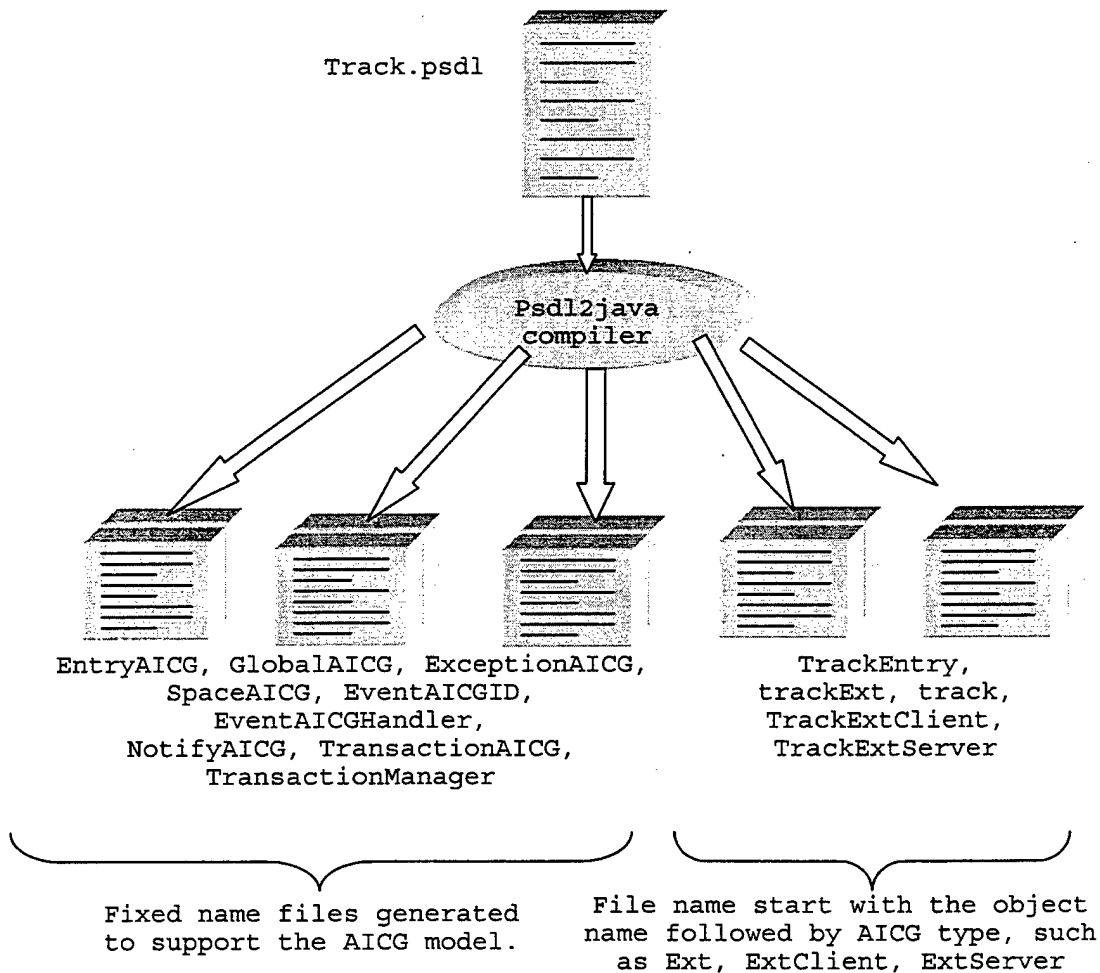 Track.psdl
Psdl2java
compiler
EntryAICG, GlobalAICG, ExceptionAICG,
SpaceAICG, EventAICGID,
EventAICGHandler,
NotifyAICG, TransactionAICG,
TransactionManager
TrackEntry,
trackExt, track,
TrackExtClient,
TrackExtServer
Fixed name files generated
to support the AICG model.
File name start with the object
name followed by AICG type, such
as Ext, ExtClient, ExtServer